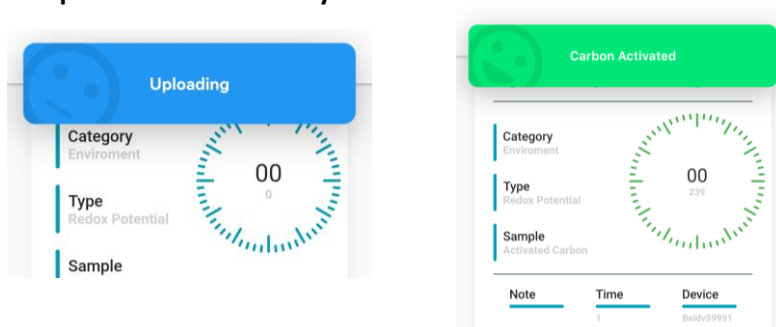 Uploading
Category
Enviroment
Type
Redox Potential
Sample
00
0
Carbon Activated
Category
Enviroment
Type
Redox Potential
Sample
Activated Carbon
00
239
Note Time Device
1 Beldv59991